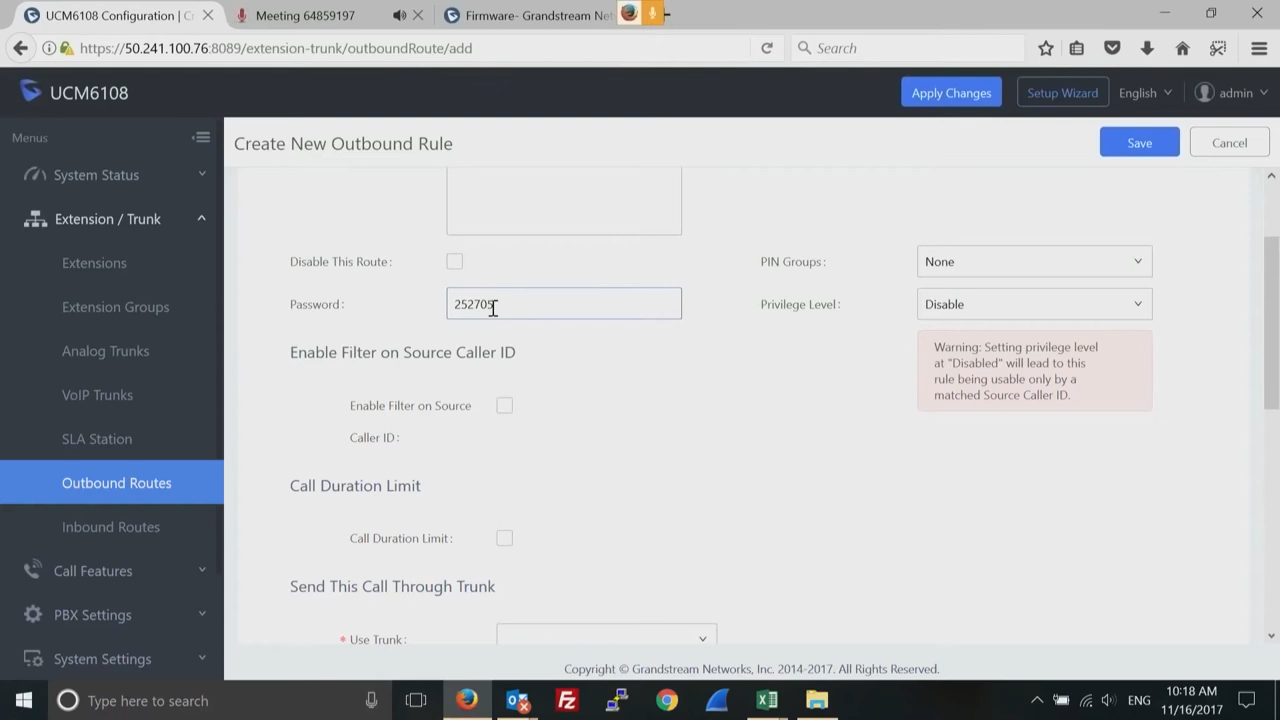 UCM6108 Configuration | C
Meeting 64859197
Firmware- Grandstream Net
https://50.241.100.76:8089/extension-trunk/outboundRoute/add
Search
UCM6108
Apply Changes
Setup Wizard
English
admin
Menus
Create New Outbound Rule
Save
Cancel
System Status
Extension / Trunk
Extensions
Extension Groups
Analog Trunks
VoIP Trunks
SLA Station
Outbound Routes
Inbound Routes
Call Features
PBX Settings
System Settings
Disable This Route:
PIN Groups:
None
Password:
252705
Privilege Level:
Disable
Warning: Setting privilege level
at "Disabled" will lead to this
rule being usable only by a
matched Source Caller ID.
Enable Filter on Source Caller ID
Enable Filter on Source
Caller ID:
Call Duration Limit
Call Duration Limit:
Send This Call Through Trunk
* Use Trunk:
Copyright © Grandstream Networks, Inc. 2014-2017. All Rights Reserved.
Type here to search
ENG
10:18 AM
11/16/2017